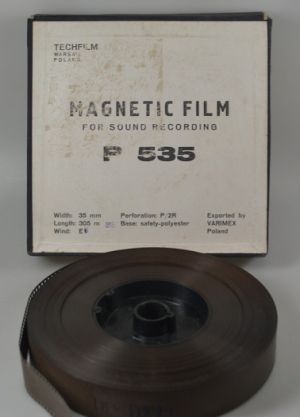 TECHFILM
WARSAW
POLAND
MAGNETIC FILM
FOR SOUND RECORDING
P 535
Width: 35 mm Perforation: P/2R Exported by
Length: 305 m Base: safety-polyester VARIMEX
Wind: Poland